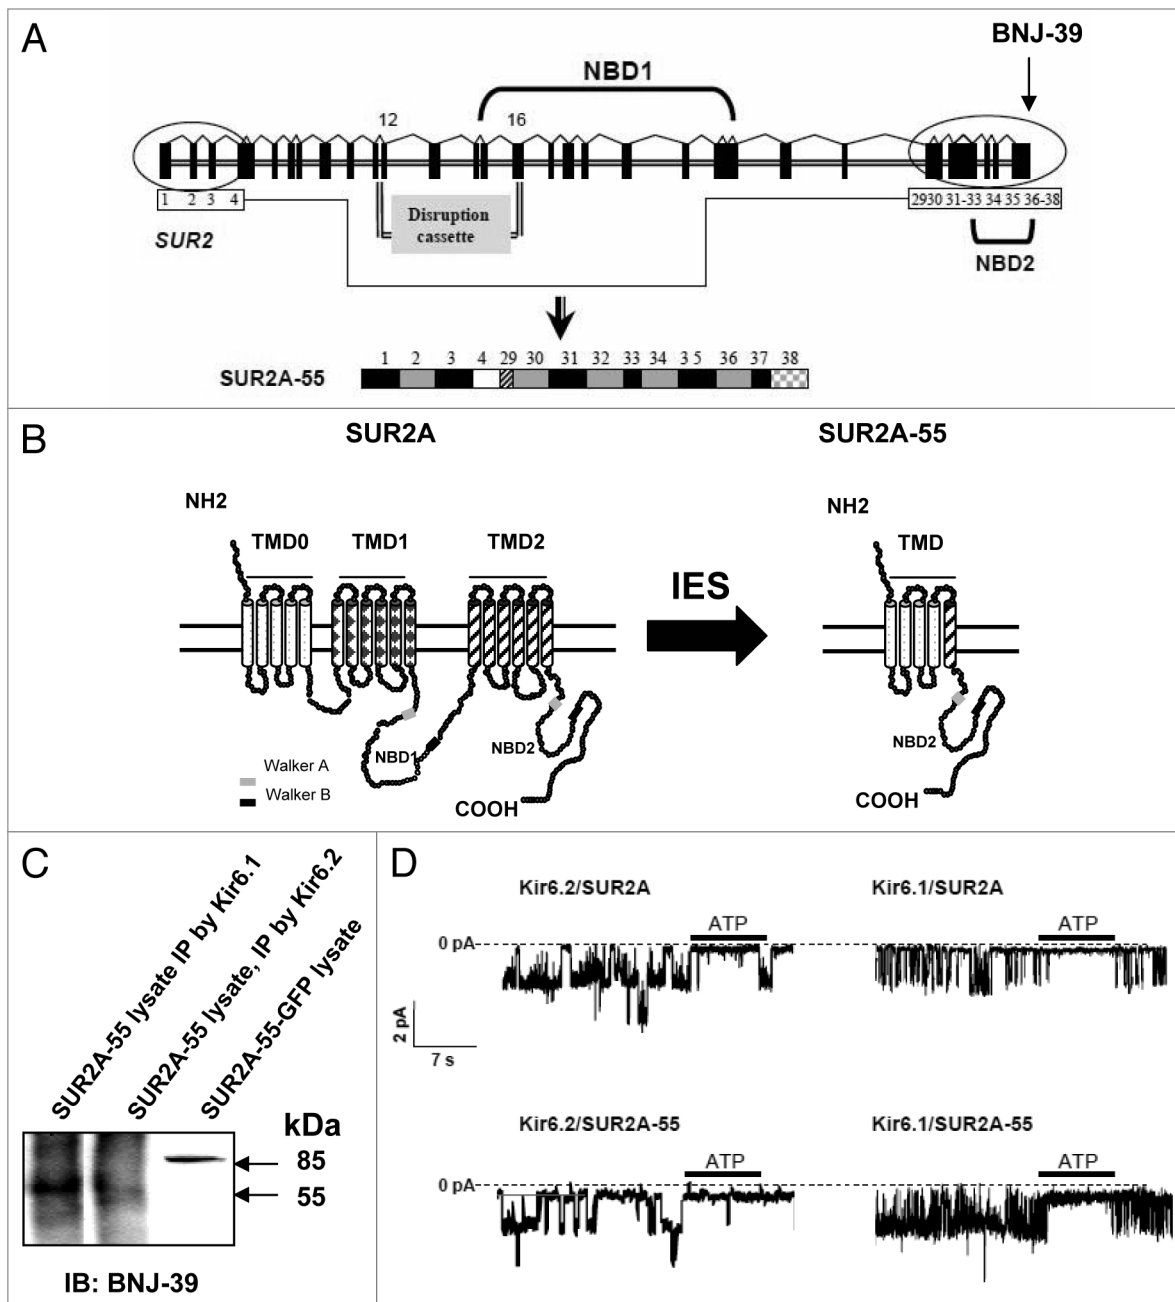 A
BNJ-39
NBD1
12 16
1 2 3 4
2930 31-33 34 35 36-38
Disruption
cassette
SUR2
NBD2
1 2 3 4 29 30 31 32 33 34 3 5 36 37 38
SUR2A-55
B
SUR2A SUR2A-55
NH2 NH2
TMD0 TMD1 TMD2 TMD
IES
NBD1 NBD2 NBD2
Walker A
Walker B
COOH COOH
C
SUR2A-55 lysate IP by Kir6.1
SUR2A-55 lysate, IP by Kir6.2
SUR2A-55-GFP lysate
kDa
85
55
IB: BNJ-39
D
Kir6.2/SUR2A Kir6.1/SUR2A
ATP ATP
0 pA
2 pA
7 s
Kir6.2/SUR2A-55 Kir6.1/SUR2A-55
ATP ATP
0 pA